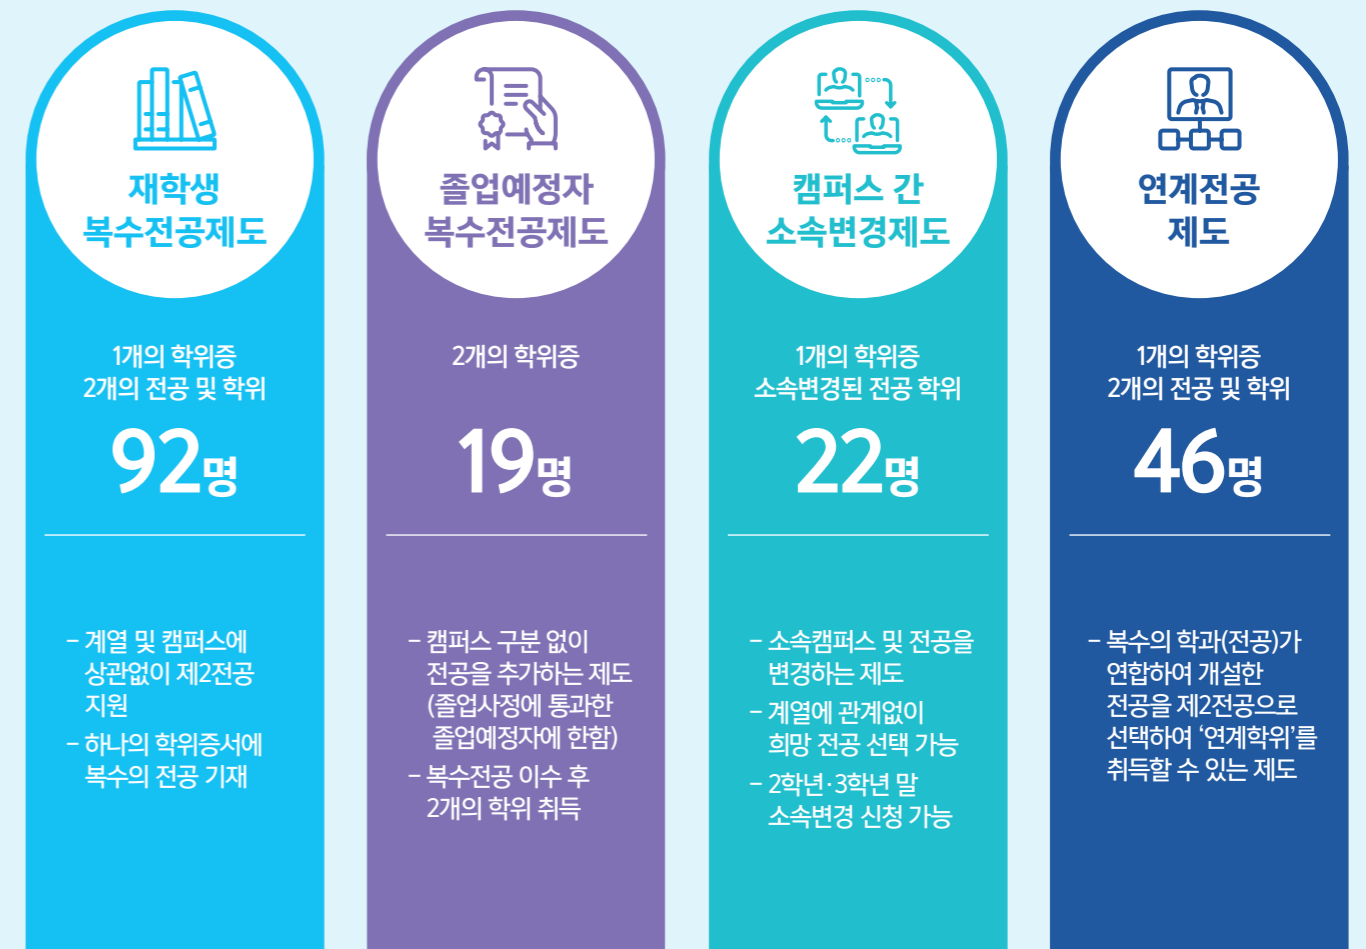 재학생
복수전공제도
1개의 학위증
2개의 전공 및 학위
92명
- 계열 및 캠퍼스에
상관없이 제2전공
지원
- 하나의 학위증서에
복수의 전공 기재
졸업예정자
복수전공제도
2개의 학위증
19명
- 캠퍼스 구분 없이
전공을 추가하는 제도
(졸업사정에 통과한
졸업예정자에 한함)
- 복수전공 이수 후
2개의 학위 취득
캠퍼스 간
소속변경제도
1개의 학위증
소속변경된 전공 학위
22명
- 소속캠퍼스 및 전공을
변경하는 제도
- 계열에 관계없이
희망 전공 선택 가능
- 2학년·3학년 말
소속변경 신청 가능
연계전공
제도
1개의 학위증
2개의 전공 및 학위
46명
- 복수의 학과(전공)가
연합하여 개설한
전공을 제2전공으로
선택하여 ‘연계학위’를
취득할 수 있는 제도